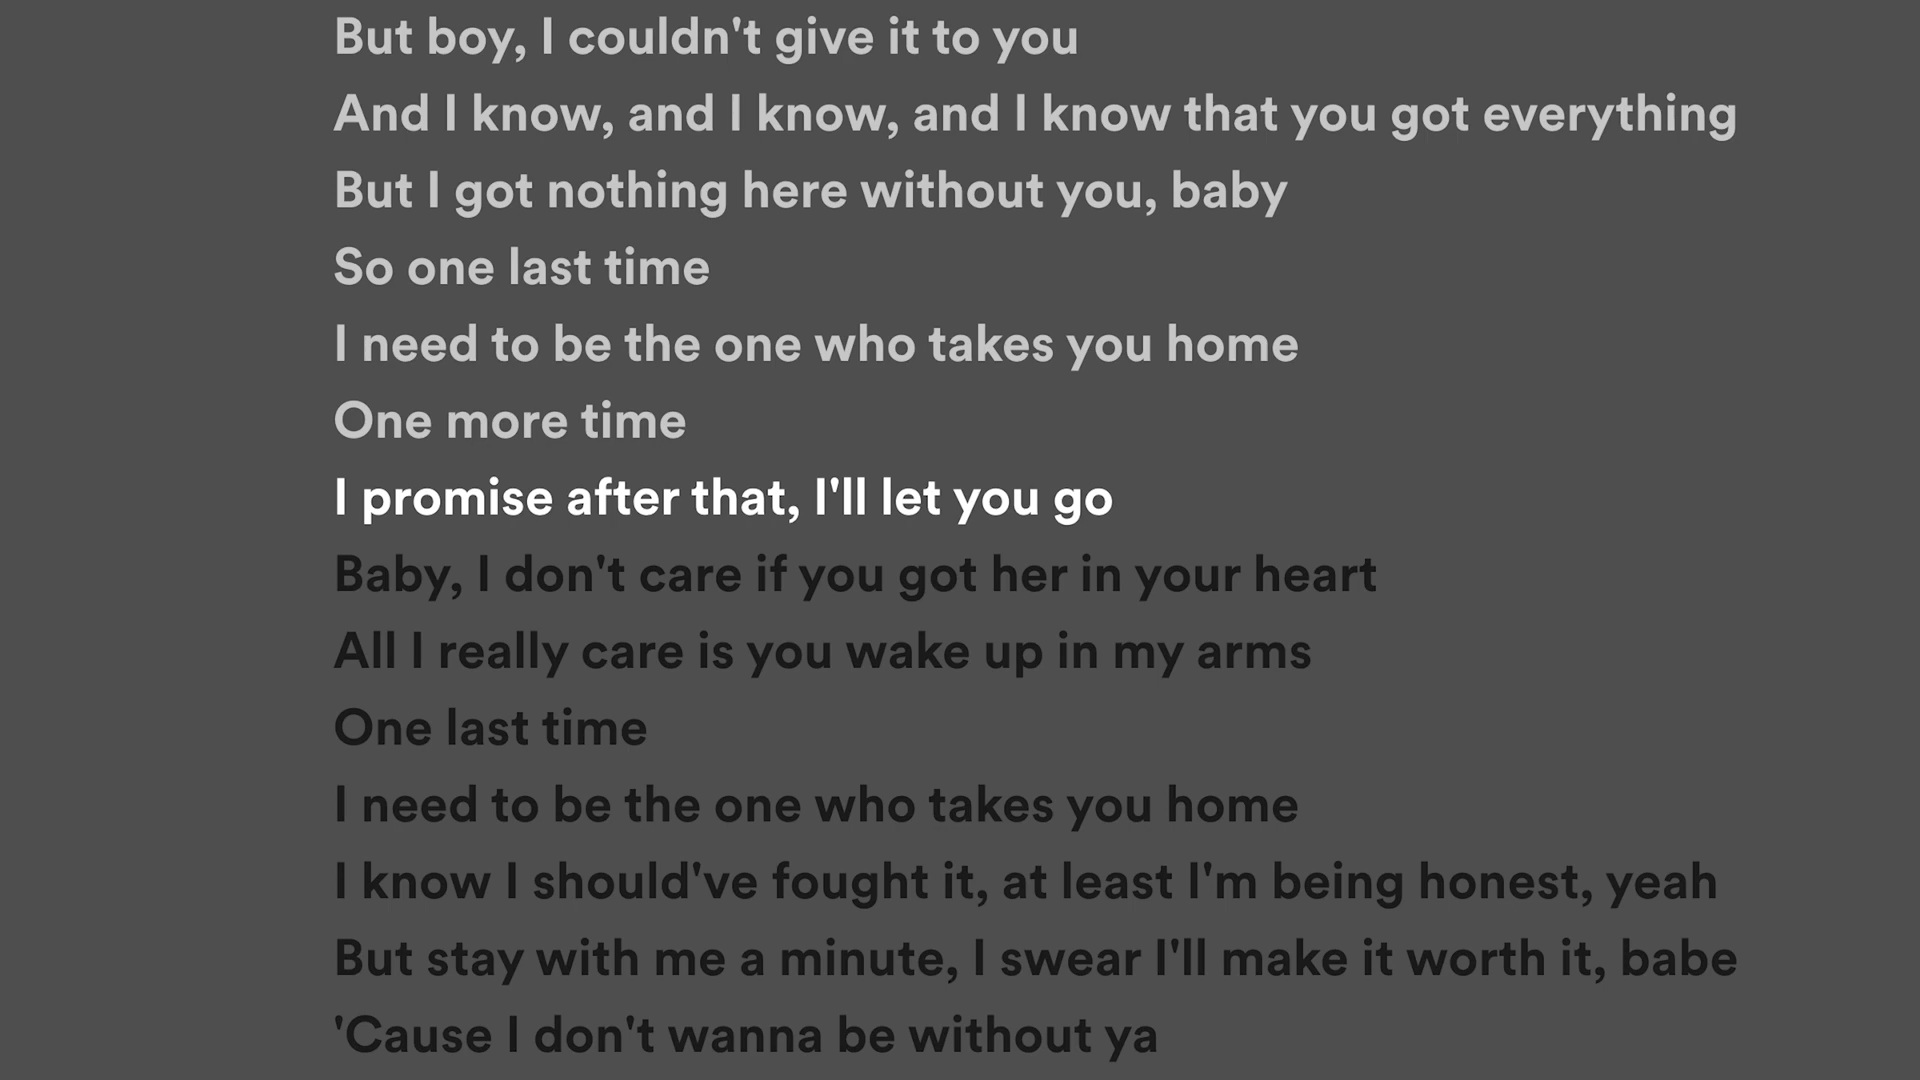 But boy, I couldn't give it to you
And I know, and I know, and I know that you got everything
But I got nothing here without you, baby
So one last time
I need to be the one who takes you home
One more time
I promise after that, I'll let you go
Baby, I don't care if you got her in your heart
All I really care is you wake up in my arms
One last time
I need to be the one who takes you home
I know I should've fought it, at least I'm being honest, yeah
But stay with me a minute, I swear I'll make it worth it, babe
'Cause I don't wanna be without ya